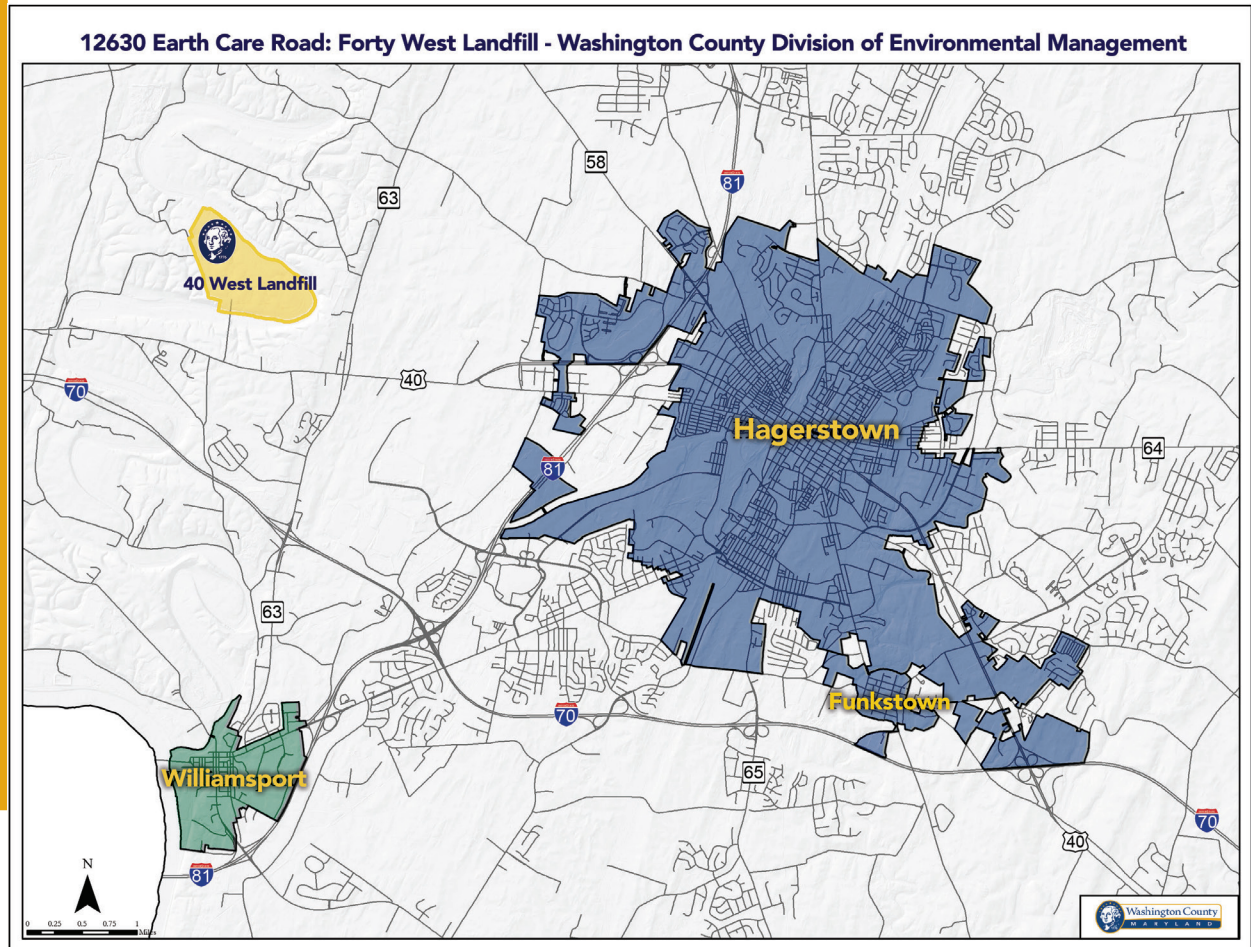 12630 Earth Care Road: Forty West Landfill - Washington County Division of Environmental Management
58
81
63
40 West Landfill
70
40
Hagerstown
64
81
63
Funkstown
70
65
Williamsport
70
40
81
N
0 0.25 0.5 0.75 1
Miles
Washington County
MARYLAND